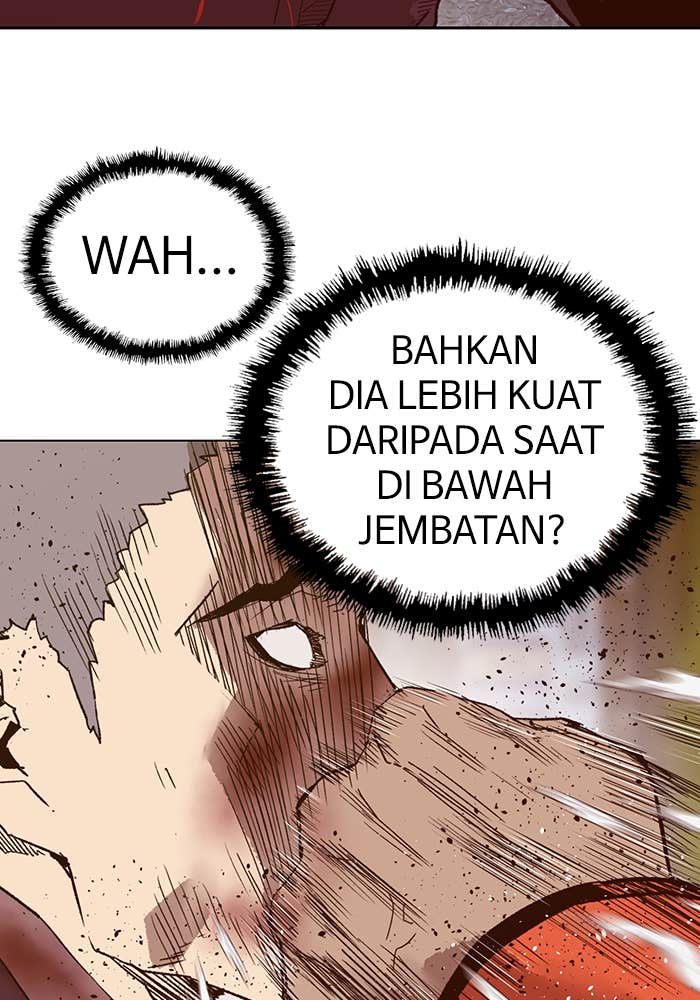 WAH...
BAHKAN
DIA LEBIH KUAT
DARIPADA SAAT
DI BAWAH
JEMBATAN?